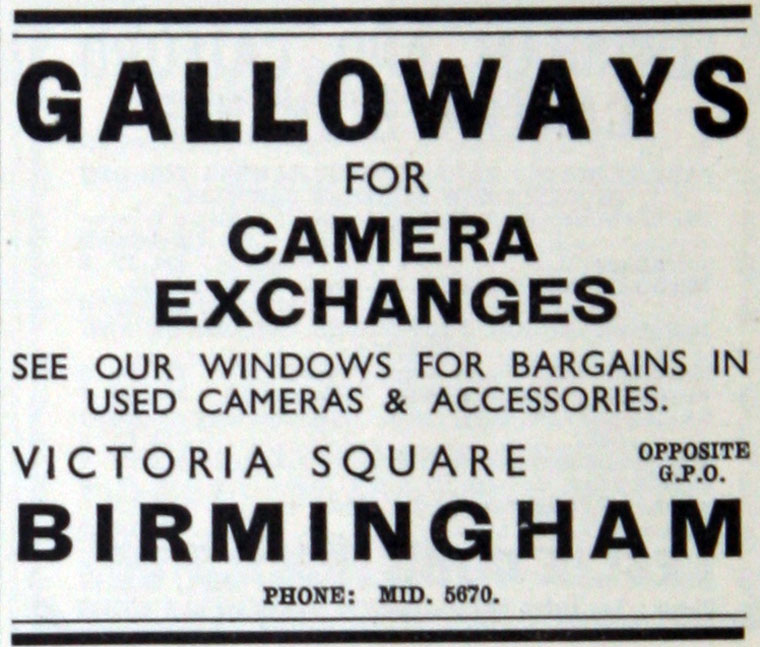 GALLOWAYS
FOR
CAMERA
EXCHANGES
SEE OUR WINDOWS FOR BARGAINS IN
USED CAMERAS & ACCESSORIES.
VICTORIA SQUARE OPPOSITE
G.P.O.
BIRMINGHAM
PHONE: MID. 5670.